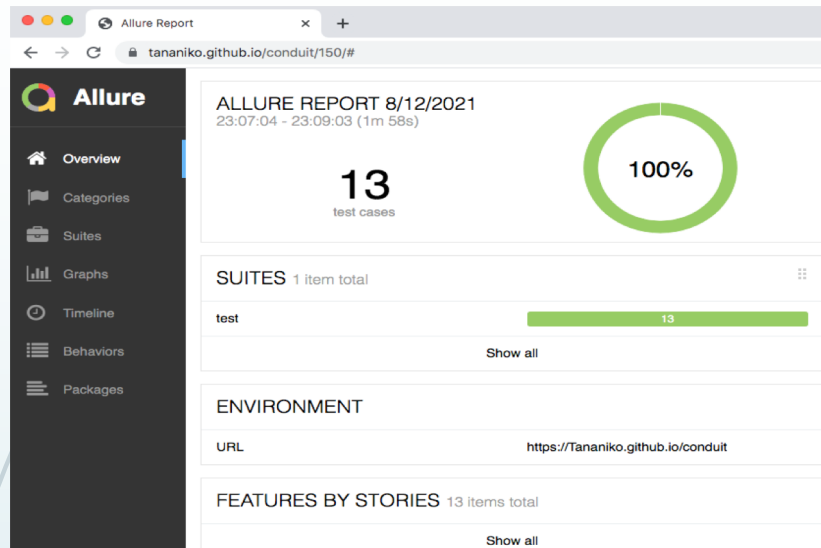 Allure Report
tananiko.github.io/conduit/150/#
Allure
Overview
Categories
Suites
Graphs
Timeline
Behaviors
Packages
ALLURE REPORT 8/12/2021
23:07:04 - 23:09:03 (1m 58s)
13
test cases
100%
SUITES 1 item total
test 13
Show all
ENVIRONMENT
URL https://Tananiko.github.io/conduit
FEATURES BY STORIES 13 items total
Show all